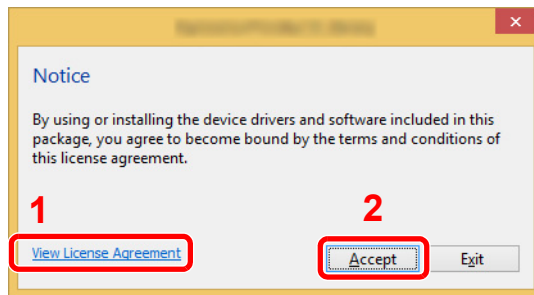 Notice
By using or installing the device drivers and software included in this
package, you agree to become bound by the terms and conditions of
this license agreement.
1
2
View License Agreement
Accept
Exit